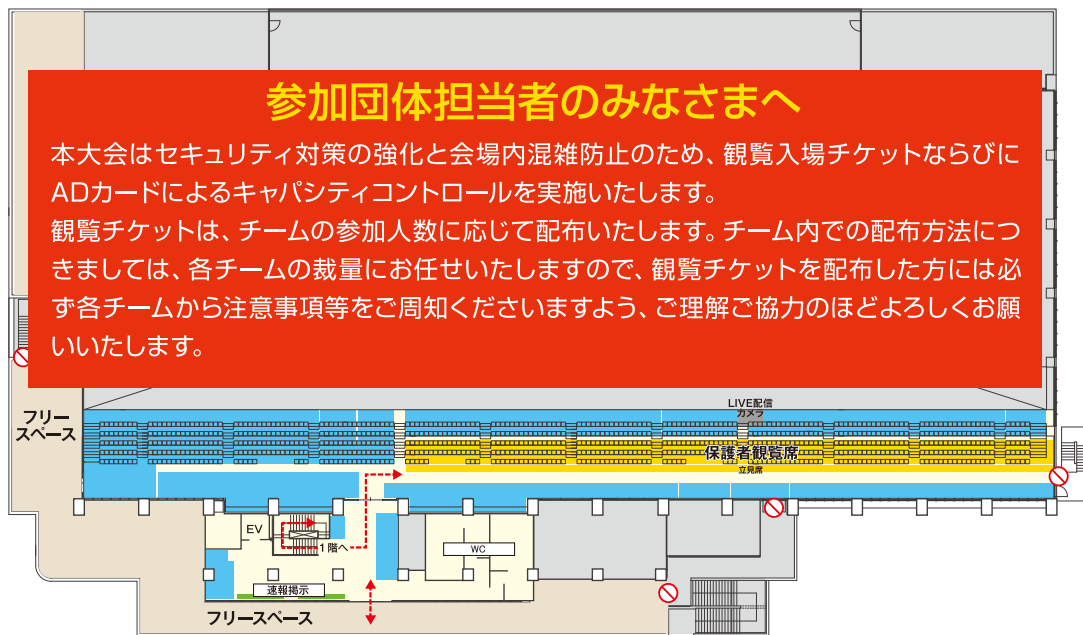 参加団体担当者のみなさまへ
本大会はセキュリティ対策の強化と会場内混雑防止のため、観覧入場チケットならびに
ADカードによるキャパシティコントロールを実施いたします。
観覧チケットは、チームの参加人数に応じて配布いたします。チーム内での配布方法につ
きましては、各チームの裁量にお任せいたしますので、観覧チケットを配布した方には必
ず各チームから注意事項等をご周知くださいますよう、ご理解ご協力のほどよろしくお願
いいたします。
フリー
スペース
LIVE配信
カメラ
保護者観覧席
立見席
EV
1階へ
WC
速報掲示
フリースペース